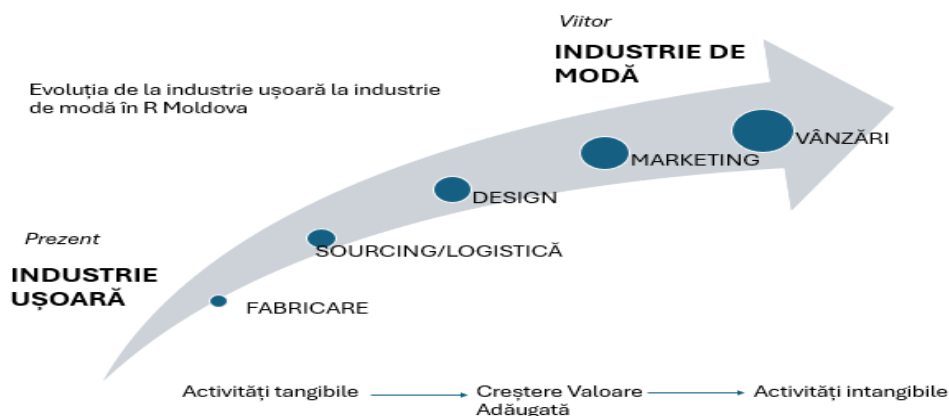 Viitor
INDUSTRIE DE
MODĂ
Evoluția de la industrie ușoară la industrie
de modă în R Moldova
VÂNZĂRI
MARKETING
DESIGN
Prezent
SOURCING/LOGISTICĂ
INDUSTRIE
UȘOARĂ
FABRICARE
Activități tangibile
Creștere Valoare
Adăugată
Activități intangibile